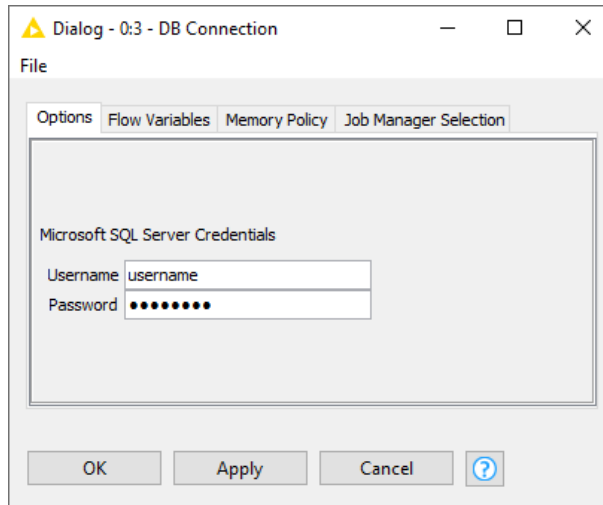 Dialog - 0:3 - DB Connection
File
Options Flow Variables Memory Policy Job Manager Selection
Microsoft SQL Server Credentials
Username username
Password ●●●●●●●●
OK Apply Cancel ?